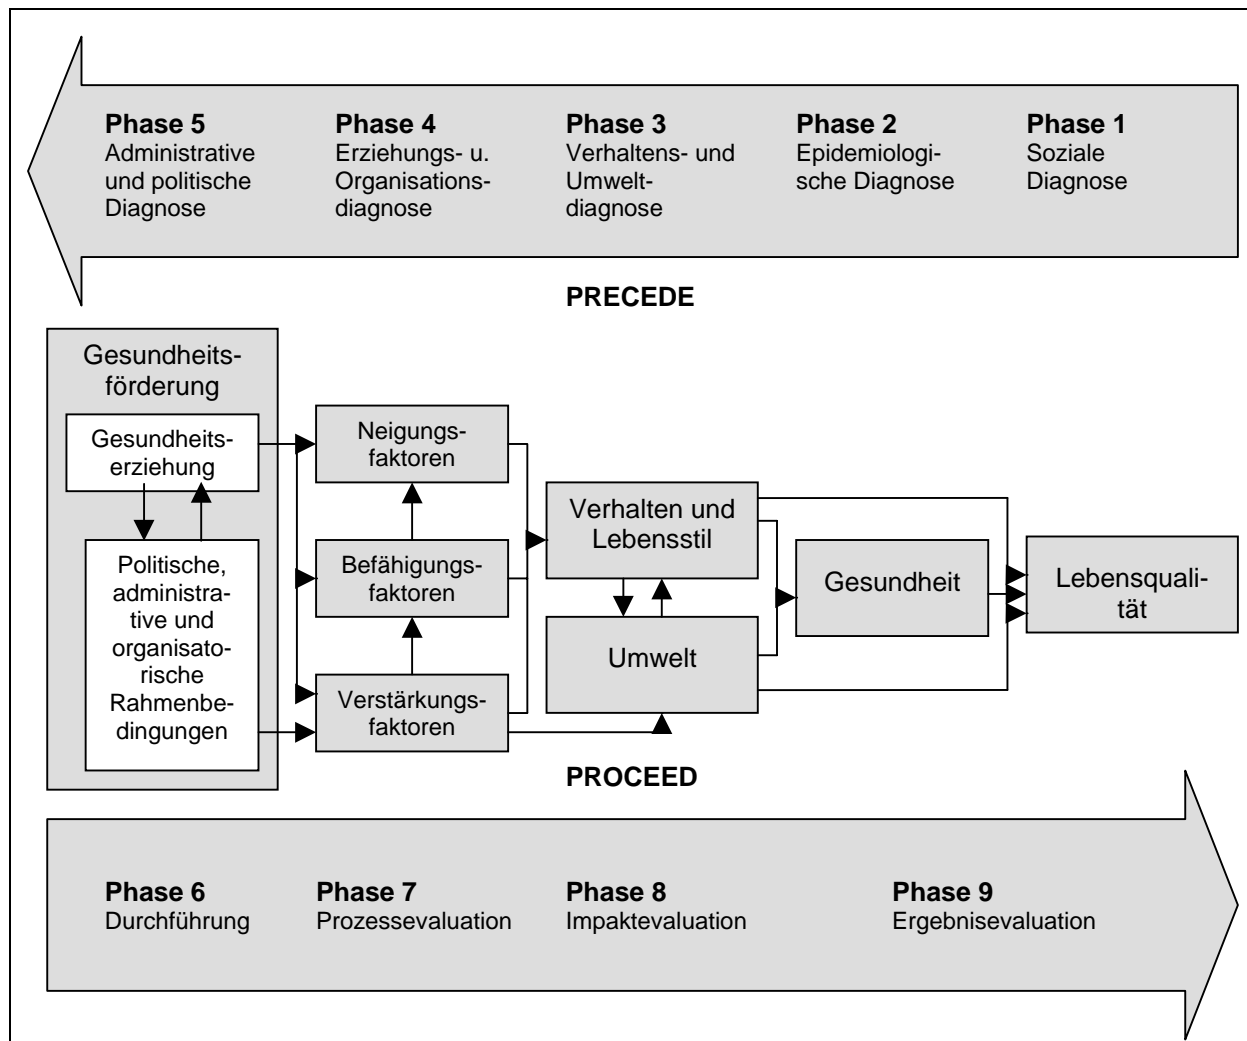 Phase 5
Administrative
und politische
Diagnose
Phase 4
Erziehungs- u.
Organisations-
diagnose
Phase 3
Verhaltens- und
Umwelt-
diagnose
Phase 2
Epidemiologi-
sche Diagnose
Phase 1
Soziale
Diagnose
PRECEDE
Gesundheits-
förderung
Gesundheits-
erziehung
Politische,
administra-
tive und
organisato-
rische
Rahmenbe-
dingungen
Neigungs-
faktoren
Befähigungs-
faktoren
Verstärkungs-
faktoren
Verhalten und
Lebensstil
Umwelt
Gesundheit
Lebensquali-
tät
PROCEED
Phase 6
Durchführung
Phase 7
Prozessevaluation
Phase 8
Impaktevaluation
Phase 9
Ergebnisevaluation